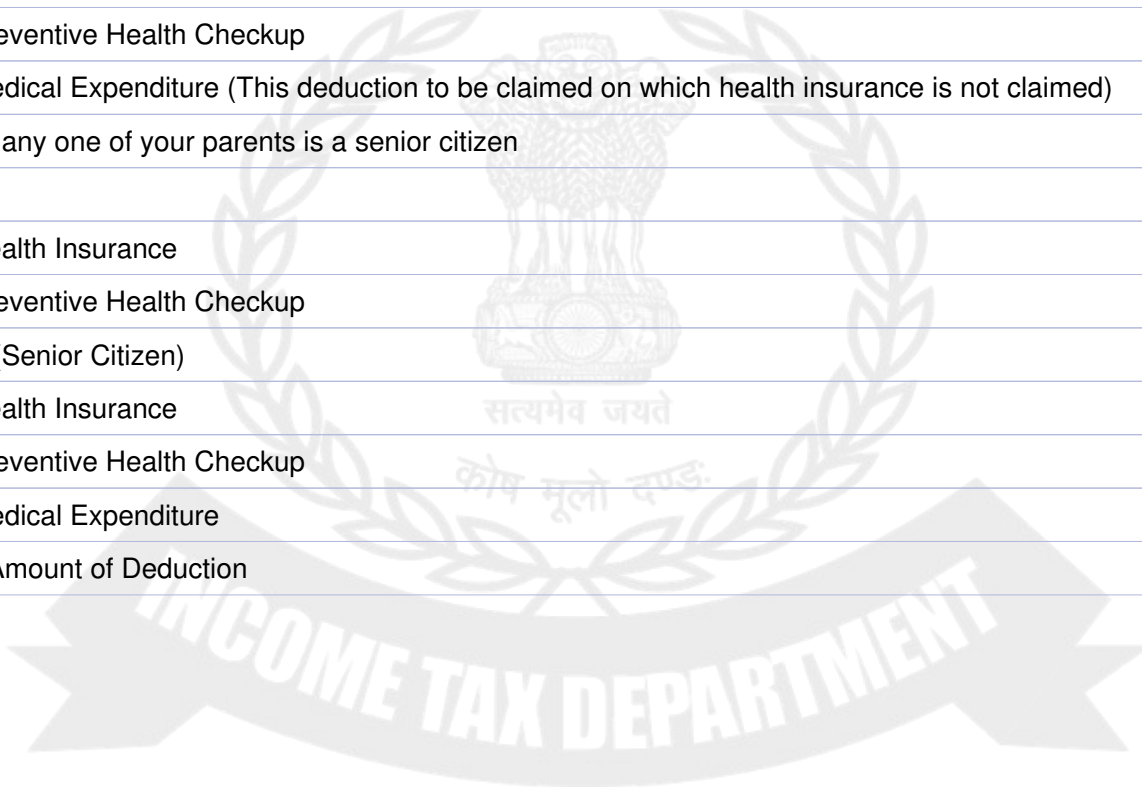 eventive Health Checkup
edical Expenditure (This deduction to be claimed on which health insurance is not claimed)
any one of your parents is a senior citizen
alth Insurance
eventive Health Checkup
(Senior Citizen)
alth Insurance
सत्यमेव जयते
eventive Health Checkup
कोष मूलो दण्डः
edical Expenditure
Amount of Deduction
INCOME TAX DEPARTMENT